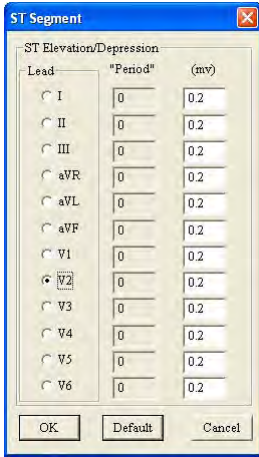 ST Segment
ST Elevation/Depression
Lead "Period" (mv)
I 0 0.2
II 0 0.2
III 0 0.2
aVR 0 0.2
aVL 0 0.2
aVF 0 0.2
V1 0 0.2
V2 0 0.2
V3 0 0.2
V4 0 0.2
V5 0 0.2
V6 0 0.2
OK Default Cancel